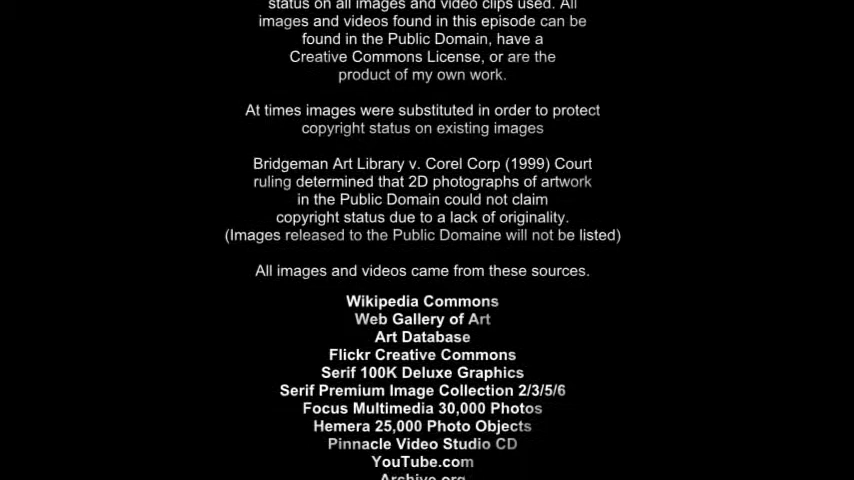 status on all images and video clips used. All
images and videos found in this episode can be
found in the Public Domain, have a
Creative Commons License, or are the
product of my own work.
At times images were substituted in order to protect
copyright status on existing images
Bridgeman Art Library v. Corel Corp (1999) Court
ruling determined that 2D photographs of artwork
in the Public Domain could not claim
copyright status due to a lack of originality.
(Images released to the Public Domaine will not be listed)
All images and videos came from these sources.
Wikipedia Commons
Web Gallery of Art
Art Database
Flickr Creative Commons
Serif 100K Deluxe Graphics
Serif Premium Image Collection 2/3/5/6
Focus Multimedia 30,000 Photos
Hemera 25,000 Photo Objects
Pinnacle Video Studio CD
YouTube.com
Archive.org